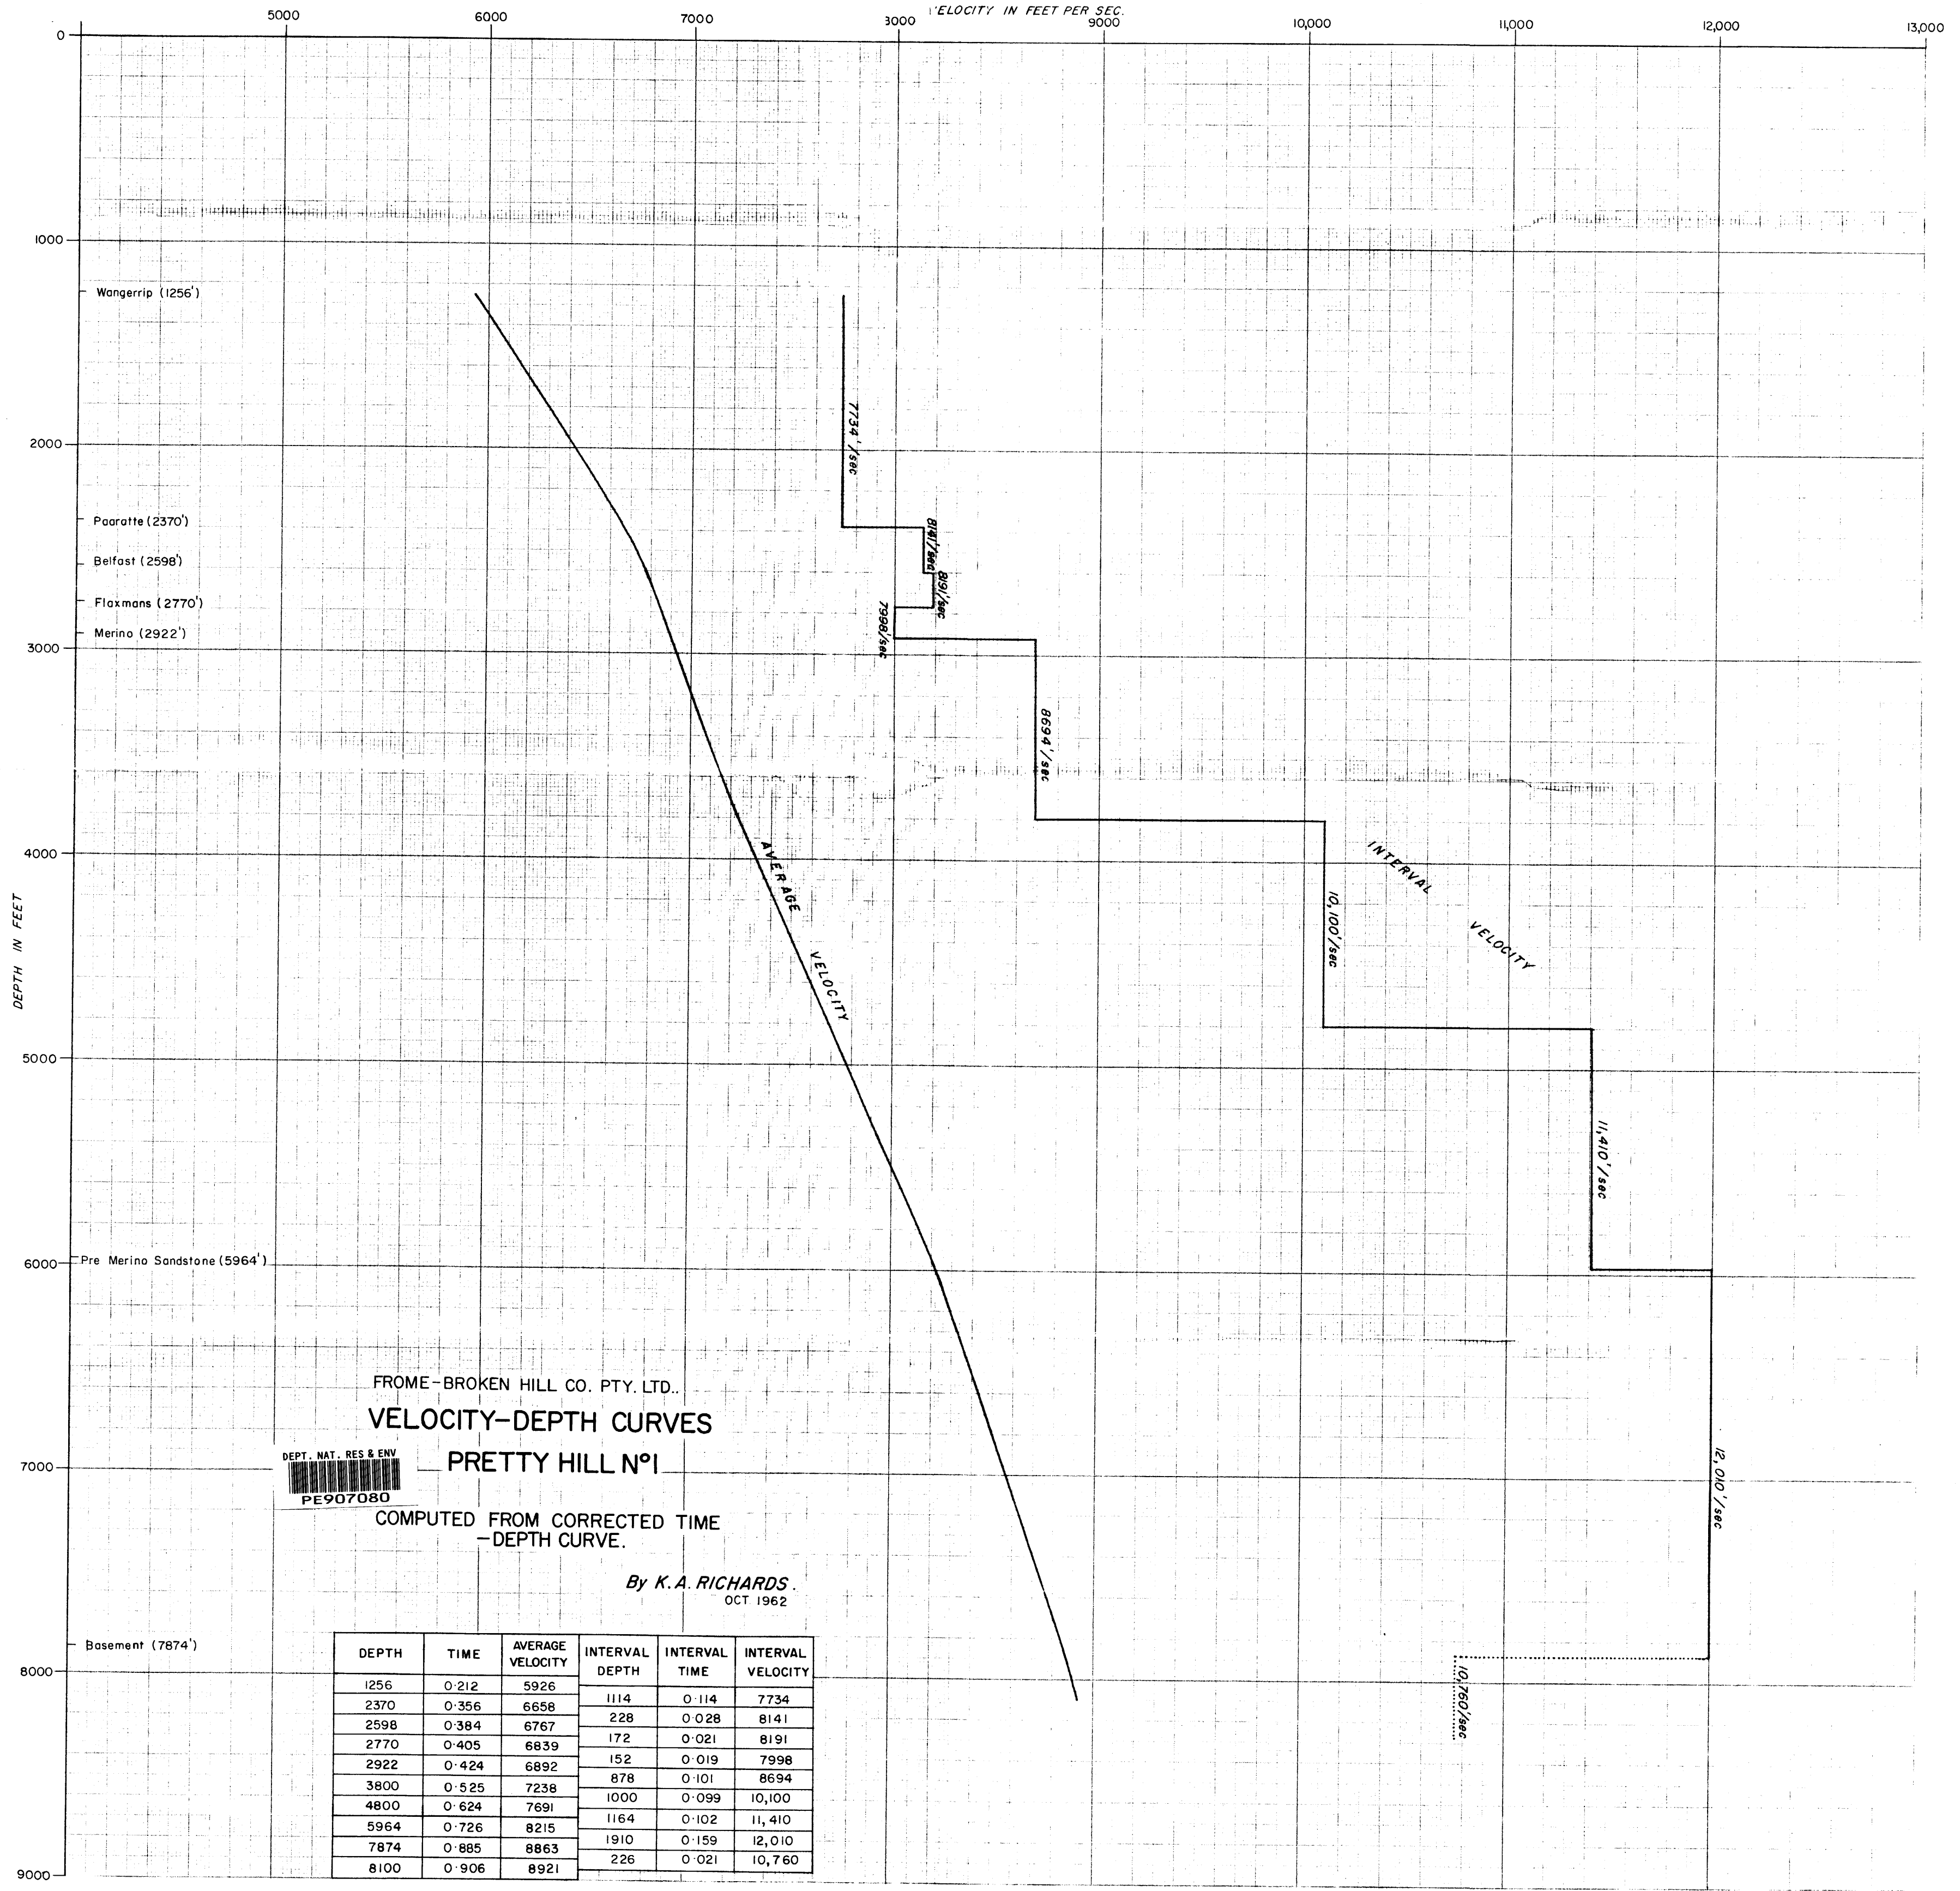 VELOCITY IN FEET PER SEC.
5000 6000 7000 3000 9000 10,000 11,000 12,000 13,000
0
1000
Wangerrip (1256')
7734'/sec
2000
Paaratte (2370')
8141'/sec
Belfast (2598')
8191'/sec
Flaxmans (2770')
7998'/sec
Merino (2922')
3000
8694'/sec
4000
AVERAGE VELOCITY
INTERVAL VELOCITY
10,100'/sec
DEPTH IN FEET
5000
11,410'/sec
6000
Pre Merino Sandstone (5964')
12,010'/sec
7000
FROME-BROKEN HILL CO. PTY. LTD..
VELOCITY-DEPTH CURVES
PRETTY HILL Nº1
DEPT. NAT. RES & ENV
PE907080
COMPUTED FROM CORRECTED TIME
-DEPTH CURVE.
By K.A. RICHARDS.
OCT 1962
Basement (7874')
8000
10,760'/sec
9000
DEPTH TIME AVERAGE VELOCITY INTERVAL DEPTH INTERVAL TIME INTERVAL VELOCITY
1256 0·212 5926
1114 0·114 7734
2370 0·356 6658
228 0·028 8141
2598 0·384 6767
172 0·021 8191
2770 0·405 6839
152 0·019 7998
2922 0·424 6892
878 0·101 8694
3800 0·525 7238
1000 0·099 10,100
4800 0·624 7691
1164 0·102 11,410
5964 0·726 8215
1910 0·159 12,010
7874 0·885 8863
226 0·021 10,760
8100 0·906 8921